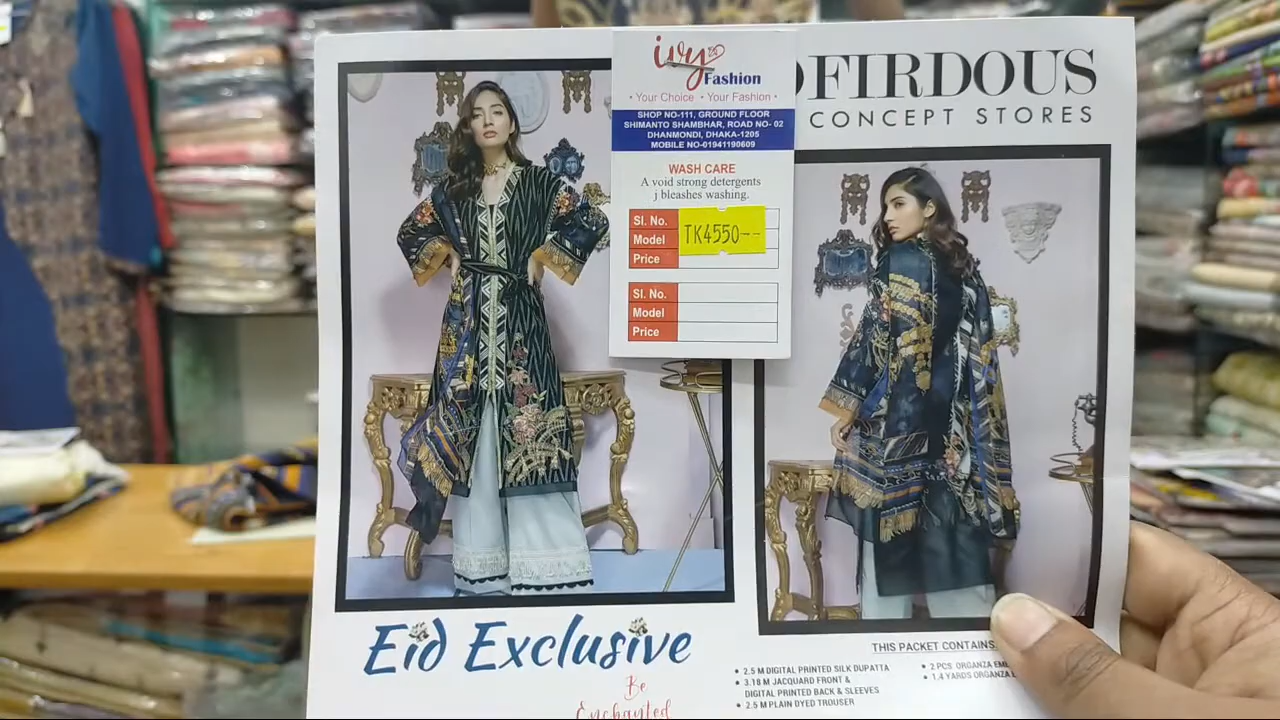 ivy
Fashion
• Your Choice • Your Fashion •
SHOP NO-111, GROUND FLOOR
SHIMANTO SHAMBHAR, ROAD NO- 02
DHANMONDI, DHAKA-1205
MOBILE NO-01941190609
WASH CARE
A void strong detergents
j bleashes washing.
Sl. No.
Model TK4550--
Price
Sl. No.
Model
Price
FIRDOUS
CONCEPT STORES
Eid Exclusive
Be
Enchanted
THIS PACKET CONTAINS
• 2.5 M DIGITAL PRINTED SILK DUPATTA
• 3.18 M JACQUARD FRONT &
DIGITAL PRINTED BACK & SLEEVES
• 2.5 M PLAIN DYED TROUSER
• 2 PCS. ORGANZA
• 1.4 YARDS ORGANZA